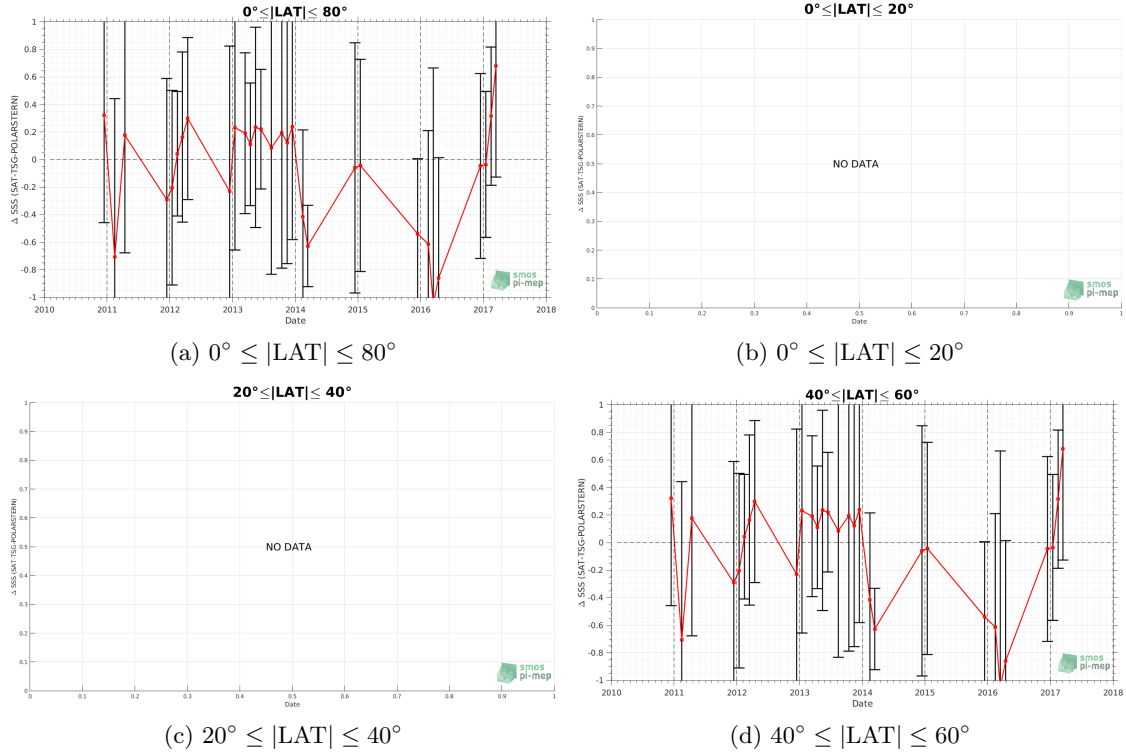 0°≤|LAT|≤ 80°
1
0.8
0.6
0.4
0.2
0
-0.2
-0.4
-0.6
-0.8
-1
Δ SSS (SAT-TSG-POLARSTERN)
2010 2011 2012 2013 2014 2015 2016 2017 2018
Date
smos
pi-mep
(a) 0° ≤ |LAT| ≤ 80°
0°≤|LAT|≤ 20°
1
0.9
0.8
0.7
0.6
0.5
0.4
0.3
0.2
0.1
0
Δ SSS (SAT-TSG-POLARSTERN)
NO DATA
0 0.1 0.2 0.3 0.4 0.5 0.6 0.7 0.8 0.9 1
Date
smos
pi-mep
(b) 0° ≤ |LAT| ≤ 20°
20°≤|LAT|≤ 40°
1
0.9
0.8
0.7
0.6
0.5
0.4
0.3
0.2
0.1
0
Δ SSS (SAT-TSG-POLARSTERN)
NO DATA
0 0.1 0.2 0.3 0.4 0.5 0.6 0.7 0.8 0.9 1
Date
smos
pi-mep
(c) 20° ≤ |LAT| ≤ 40°
40°≤|LAT|≤ 60°
1
0.8
0.6
0.4
0.2
0
-0.2
-0.4
-0.6
-0.8
-1
Δ SSS (SAT-TSG-POLARSTERN)
2010 2011 2012 2013 2014 2015 2016 2017 2018
Date
smos
pi-mep
(d) 40° ≤ |LAT| ≤ 60°